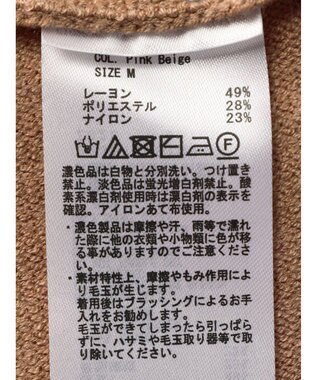 COL. Pink Beige
SIZE M
レーヨン 49%
ポリエステル 28%
ナイロン 23%
濃色品は白物と分別洗い。つけ置き
禁止。淡色品は蛍光増白剤禁止。酸
素系漂白剤使用時は漂白剤の表示を
確認。アイロンあて布使用。
・濃色製品は摩擦や汗、雨等で濡れ
た際に他の衣類や小物類に色が移
る事がありますのでご注意くださ
い。
・素材特性上、摩擦やもみ作用によ
り毛玉が生じます。
着用後はブラッシングによるお手
入れをお勧めします。
毛玉ができてしまったら引っぱら
ずに、ハサミや毛玉取り器等で取
り除いてください。